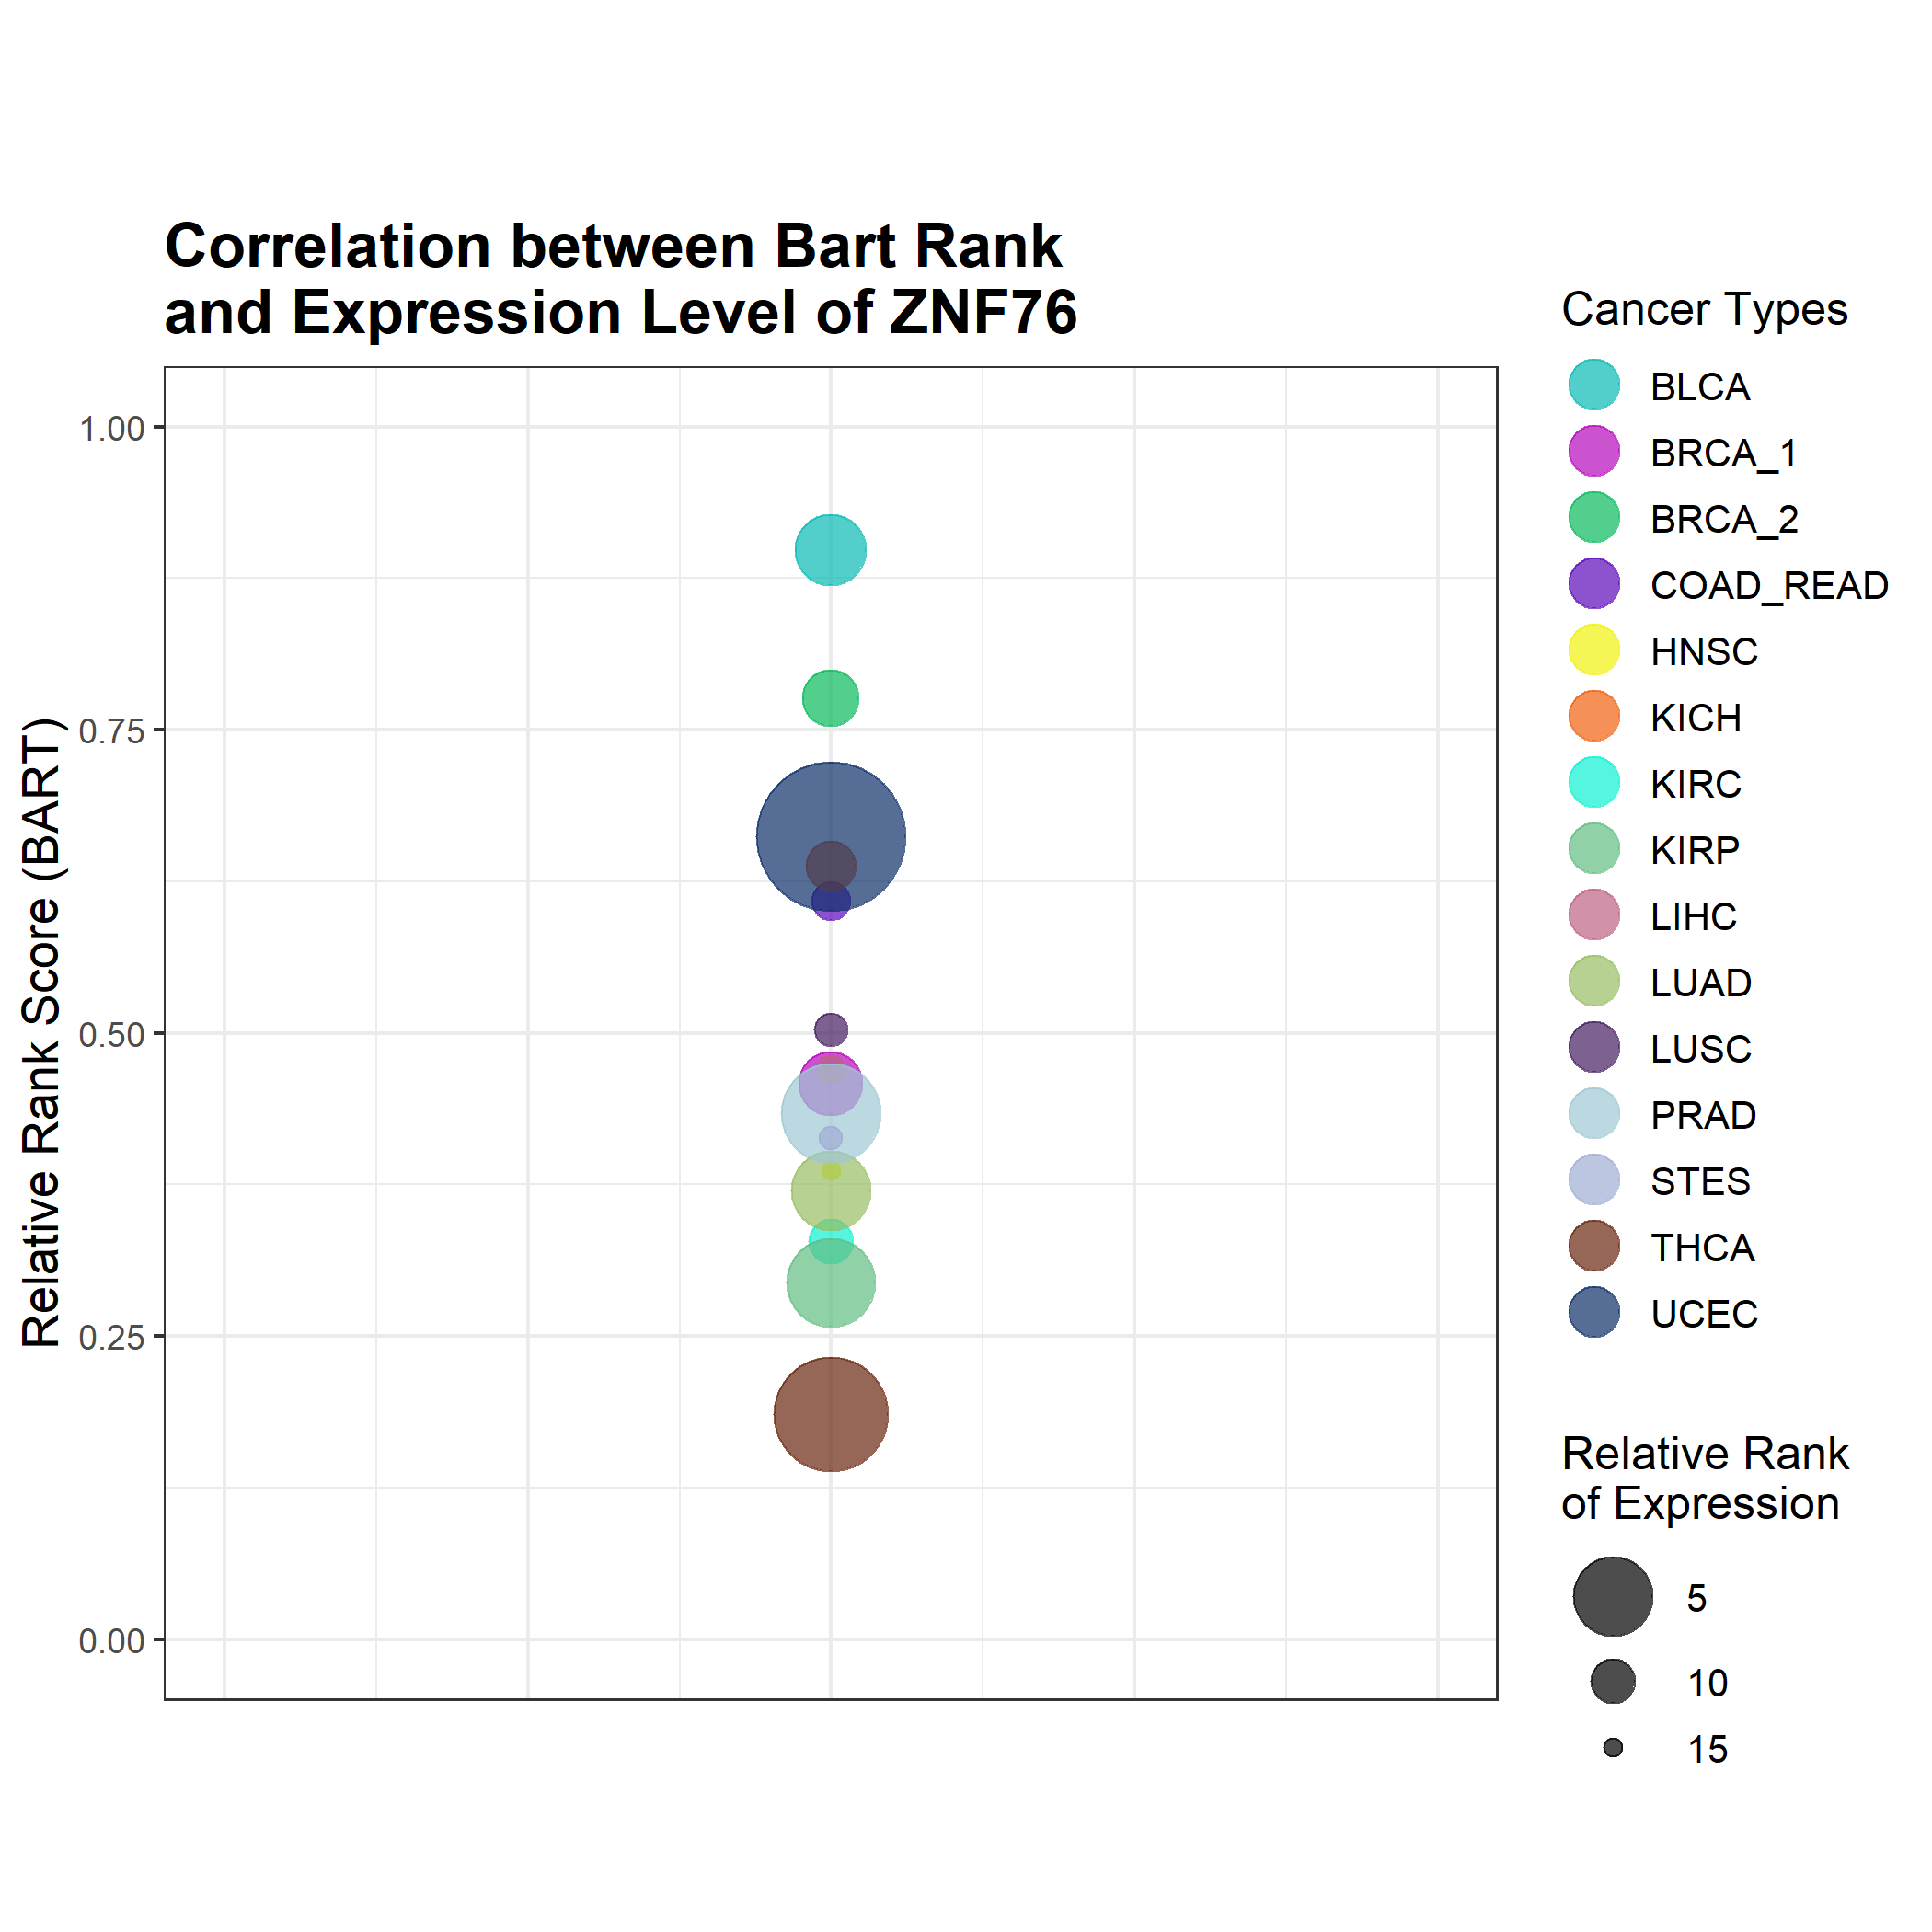 Correlation between Bart Rank
and Expression Level of ZNF76
Relative Rank Score (BART)
1.00
0.75
0.50
0.25
0.00
Cancer Types
BLCA
BRCA_1
BRCA_2
COAD_READ
HNSC
KICH
KIRC
KIRP
LIHC
LUAD
LUSC
PRAD
STES
THCA
UCEC
Relative Rank
of Expression
5
10
15